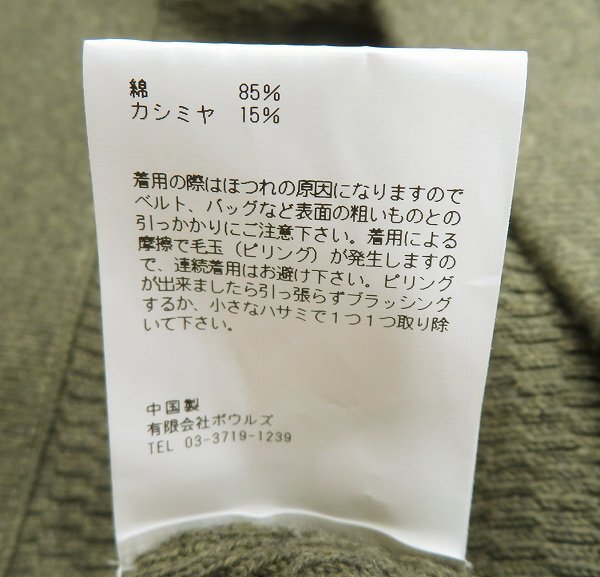 綿 85%
カシミヤ 15%
着用の際はほつれの原因になりますので
ベルト、バッグなど表面の粗いものとの
引っかかりにご注意下さい。着用による
摩擦で毛玉（ピリング）が発生しますの
で、連続着用はお避け下さい。ピリング
が出来ましたら引っ張らずブラッシング
するか、小さなハサミで１つ１つ取り除
いて下さい。
中国製
有限会社ボウルズ
TEL 03-3719-1239